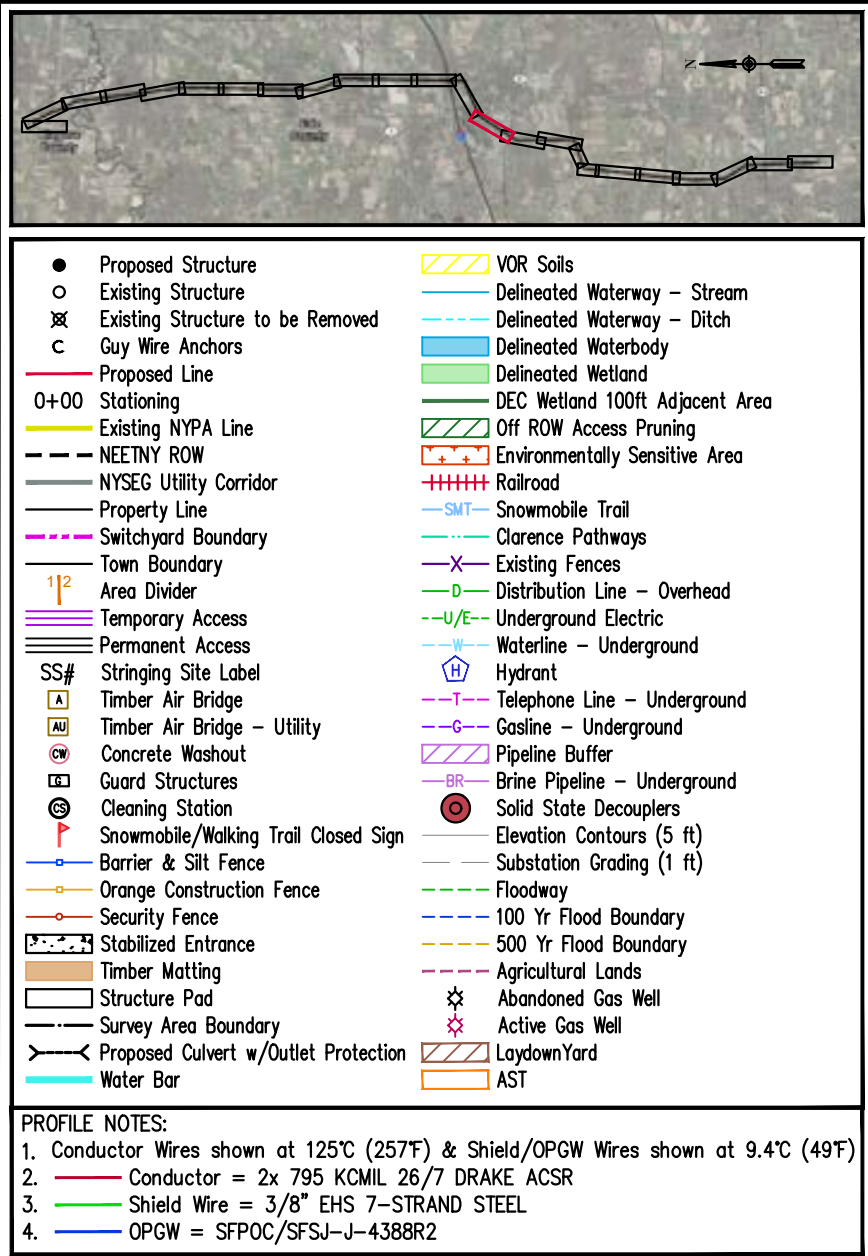 N
Proposed Structure
Existing Structure
Existing Structure to be Removed
C Guy Wire Anchors
Proposed Line
0+00 Stationing
Existing NYPA Line
NEETNY ROW
NYSEG Utility Corridor
Property Line
Switchyard Boundary
Town Boundary
1 2 Area Divider
Temporary Access
Permanent Access
SS# Stringing Site Label
A Timber Air Bridge
AU Timber Air Bridge - Utility
CW Concrete Washout
G Guard Structures
CS Cleaning Station
Snowmobile/Walking Trail Closed Sign
Barrier & Silt Fence
Orange Construction Fence
Security Fence
Stabilized Entrance
Timber Matting
Structure Pad
Survey Area Boundary
Proposed Culvert w/Outlet Protection
Water Bar
VOR Soils
Delineated Waterway - Stream
Delineated Waterway - Ditch
Delineated Waterbody
Delineated Wetland
DEC Wetland 100ft Adjacent Area
Off ROW Access Pruning
Environmentally Sensitive Area
Railroad
SMT Snowmobile Trail
Clarence Pathways
X Existing Fences
D Distribution Line - Overhead
U/E Underground Electric
W Waterline - Underground
H Hydrant
T Telephone Line - Underground
G Gasline - Underground
Pipeline Buffer
BR Brine Pipeline - Underground
Solid State Decouplers
Elevation Contours (5 ft)
Substation Grading (1 ft)
Floodway
100 Yr Flood Boundary
500 Yr Flood Boundary
Agricultural Lands
Abandoned Gas Well
Active Gas Well
LaydownYard
AST
PROFILE NOTES:
1. Conductor Wires shown at 125°C (257°F) & Shield/OPGW Wires shown at 9.4°C (49°F)
2. Conductor = 2x 795 KCMIL 26/7 DRAKE ACSR
3. Shield Wire = 3/8" EHS 7-STRAND STEEL
4. OPGW = SFPOC/SFSJ-J-4388R2